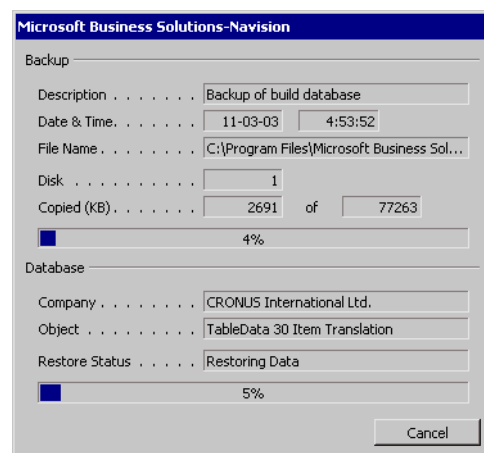 Microsoft Business Solutions-Navision
Backup
Description . . . . . . . Backup of build database
Date & Time. . . . . . . 11-03-03 4:53:52
File Name . . . . . . . . C:\Program Files\Microsoft Business Sol...
Disk . . . . . . . . . . 1
Copied (KB) . . . . . . . 2691 of 77263
4%
Database
Company . . . . . . . . CRONUS International Ltd.
Object . . . . . . . . . TableData 30 Item Translation
Restore Status . . . . . Restoring Data
5%
Cancel